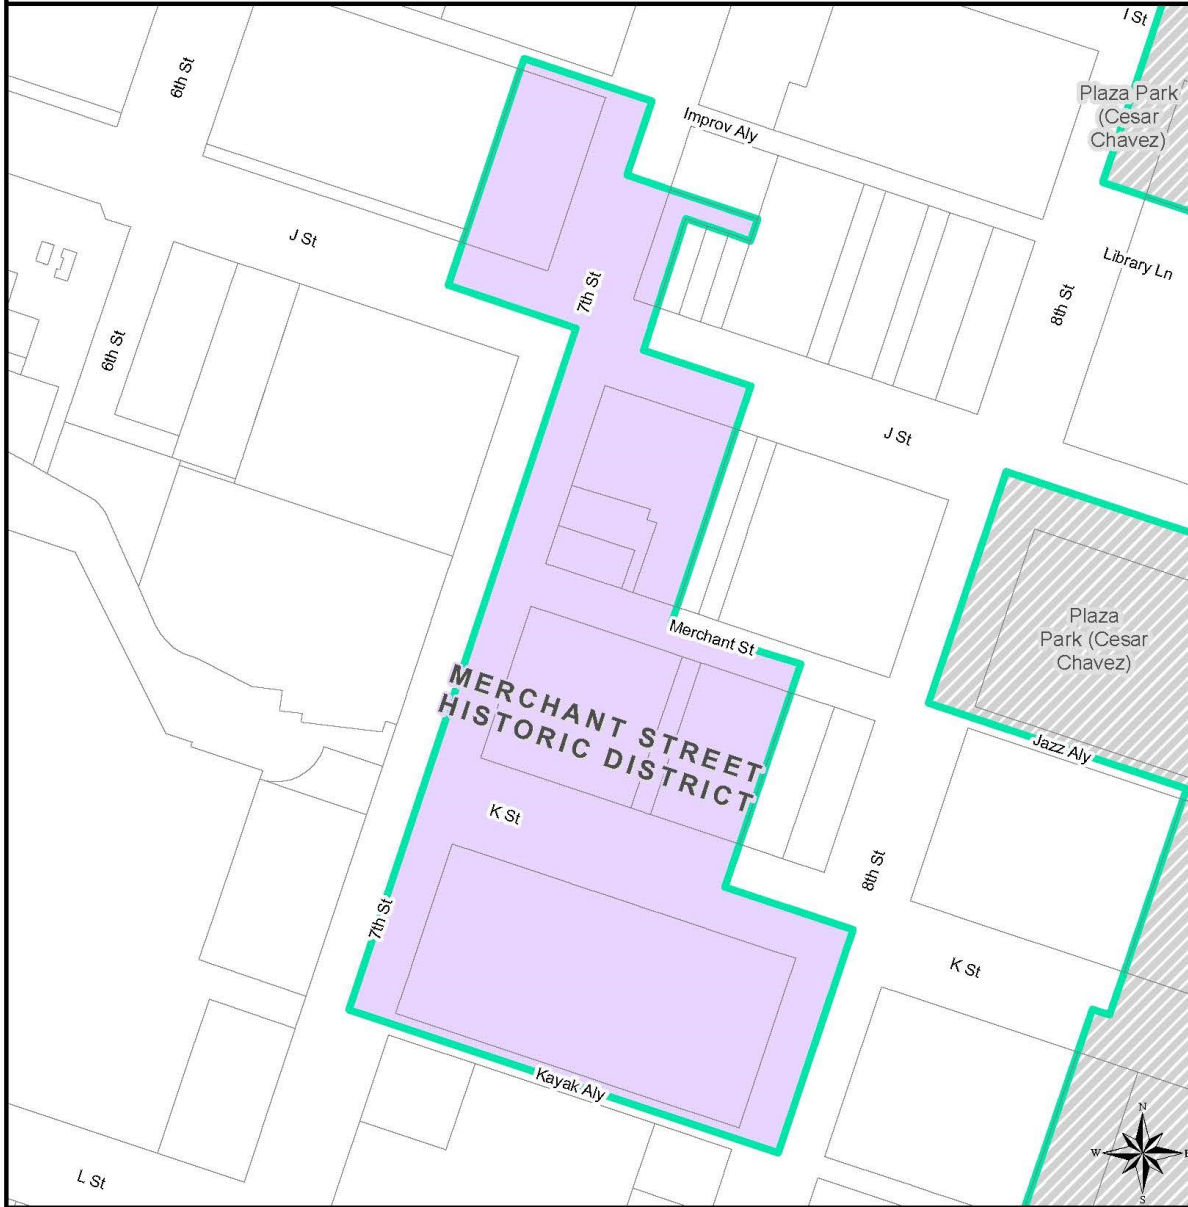 I St
6th St
Plaza Park
(Cesar
Chavez)
Improv Aly
J St
Library Ln
7th St
8th St
6th St
J St
Plaza
Park (Cesar
Chavez)
Merchant St
MERCHANT STREET
HISTORIC DISTRICT
Jazz Aly
K St
8th St
7th St
K St
Kayak Aly
N
W
E
S
L St